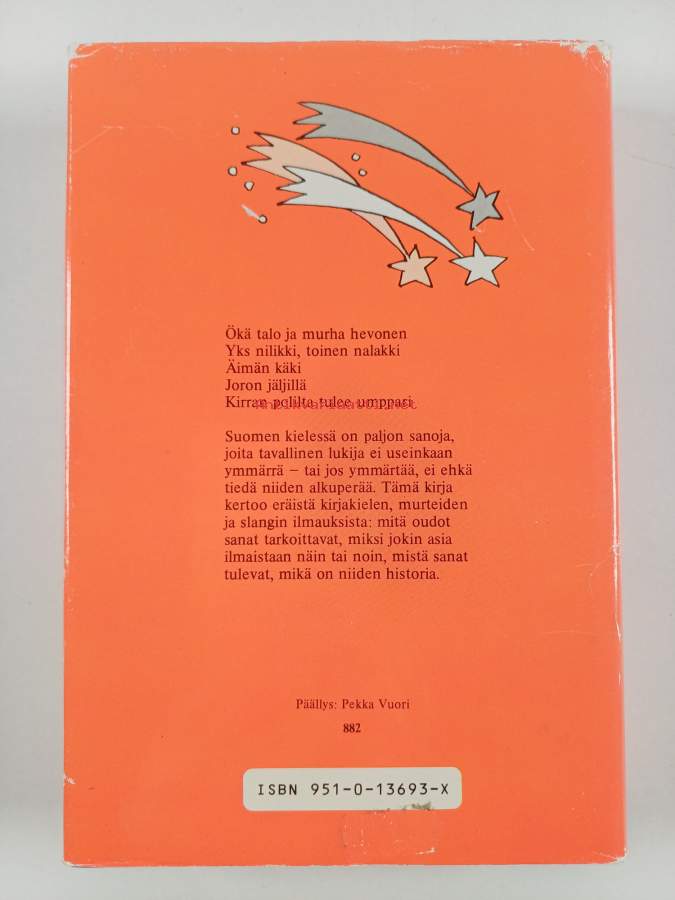 Ökä talo ja murha hevonen
Yks nilikki, toinen nalakki
Äimän käki
Joron jäljillä
Kirran pelilta tulee umppari
Antikvariaatti.net
Suomen kielessä on paljon sanoja,
joita tavallinen lukija ei useinkaan
ymmärrä – tai jos ymmärtää, ei ehkä
tiedä niiden alkuperää. Tämä kirja
kertoo eräistä kirjakielen, murteiden
ja slangin ilmauksista: mitä oudot
sanat tarkoittavat, miksi jokin asia
ilmaistaan näin tai noin, mistä sanat
tulevat, mikä on niiden historia.
Päällys: Pekka Vuori
882
ISBN 951-0-13693-X